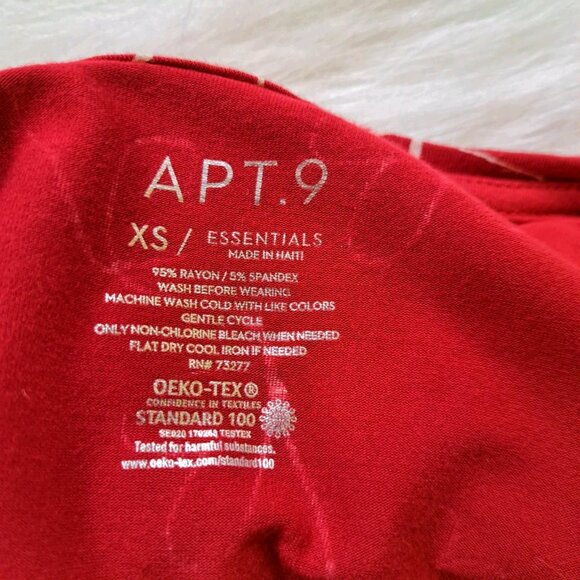 APT.9
XS / ESSENTIALS
MADE IN HAITI
95% RAYON / 5% SPANDEX
WASH BEFORE WEARING
MACHINE WASH COLD WITH LIKE COLORS
GENTLE CYCLE
ONLY NON-CHLORINE BLEACH WHEN NEEDED
FLAT DRY COOL IRON IF NEEDED
RN# 73277
OEKO-TEX®
CONFIDENCE IN TEXTILES
STANDARD 100
TESTEX
Tested for harmful substances.
www.oeko-tex.com/standard100